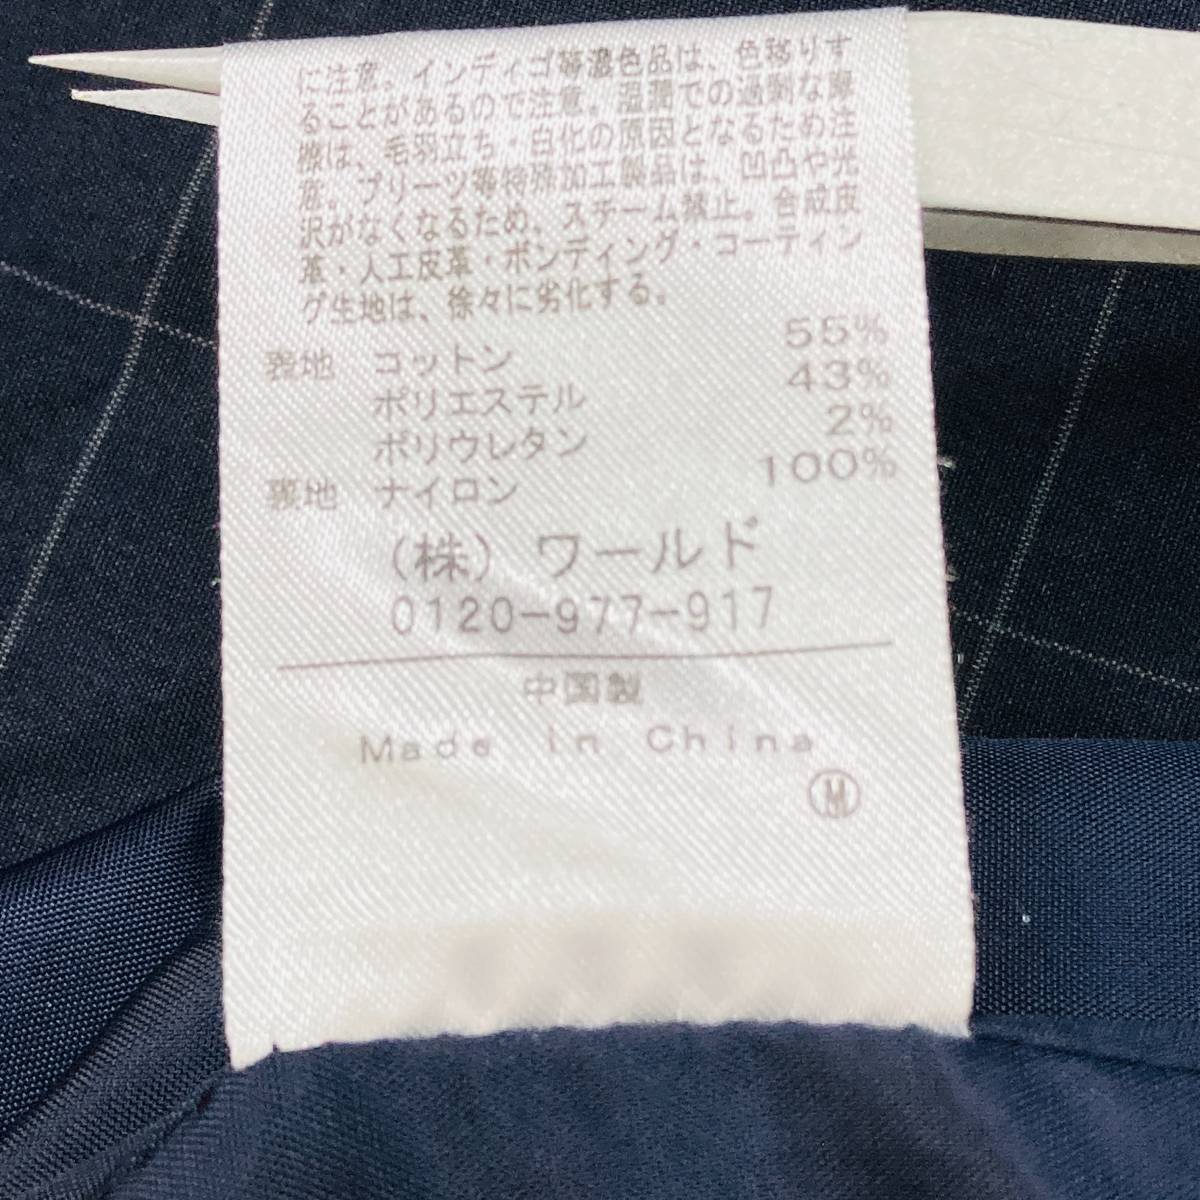 に注意。インディゴ等濃色品は、色移りす
ることがあるので注意。湿潤での過剰な摩
擦は、毛羽立ち・白化の原因となるため注
意。プリーツ等特殊加工製品は、凹凸や光
沢がなくなるため、スチーム禁止。合成皮
革・人工皮革・ボンディング・コーティン
グ生地は、徐々に劣化する。
表地 コットン 55%
ポリエステル 43%
ポリウレタン 2%
裏地 ナイロン 100%
(株) ワールド
0120-977-917
中国製
Made in China
Ⓜ